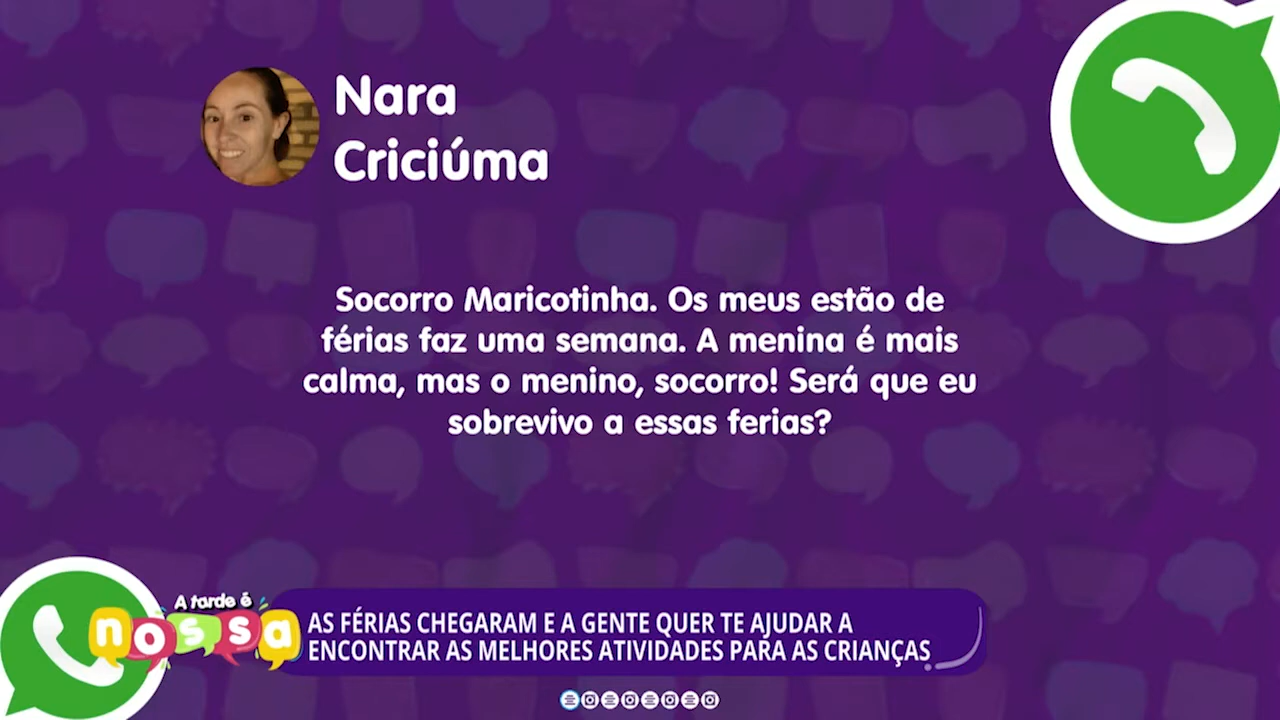 Nara
Criciúma
Socorro Maricotinha. Os meus estão de
férias faz uma semana. A menina é mais
calma, mas o menino, socorro! Será que eu
sobrevivo a essas ferias?
A tarde é
nossa
AS FÉRIAS CHEGARAM E A GENTE QUER TE AJUDAR A
ENCONTRAR AS MELHORES ATIVIDADES PARA AS CRIANÇAS